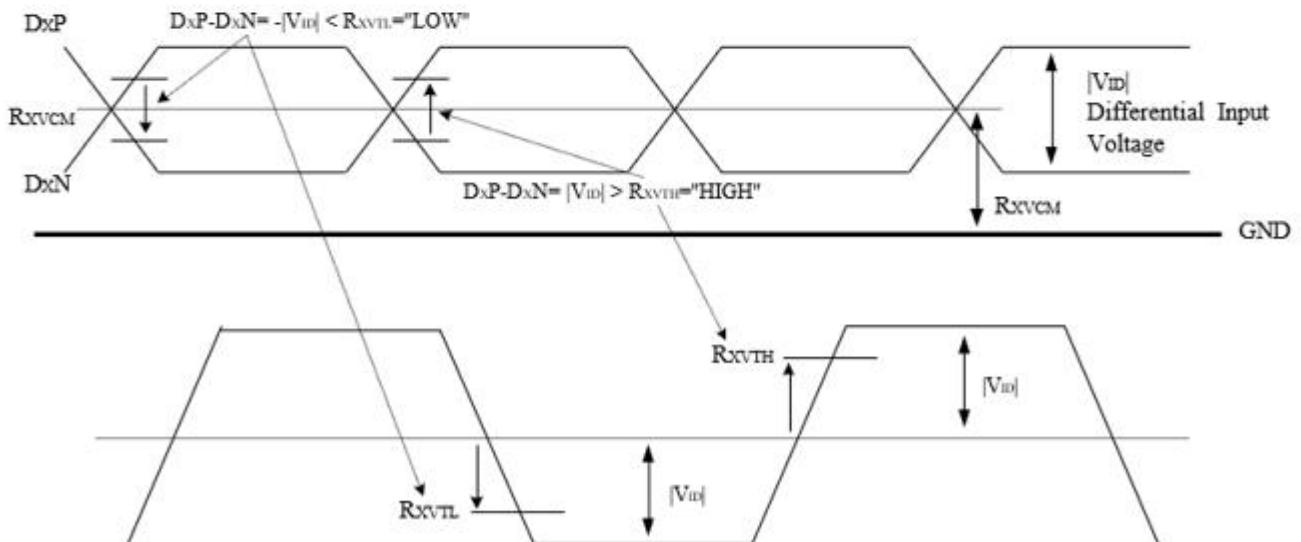 DxP
DxP-DxN= -|VID| < RXVTL="LOW"
RXVCM
|VID|
Differential Input
Voltage
DxN
DxP-DxN= |VID| > RXVTH="HIGH"
RXVCM
GND
RXVTH
|VID|
|VID|
RXVTL